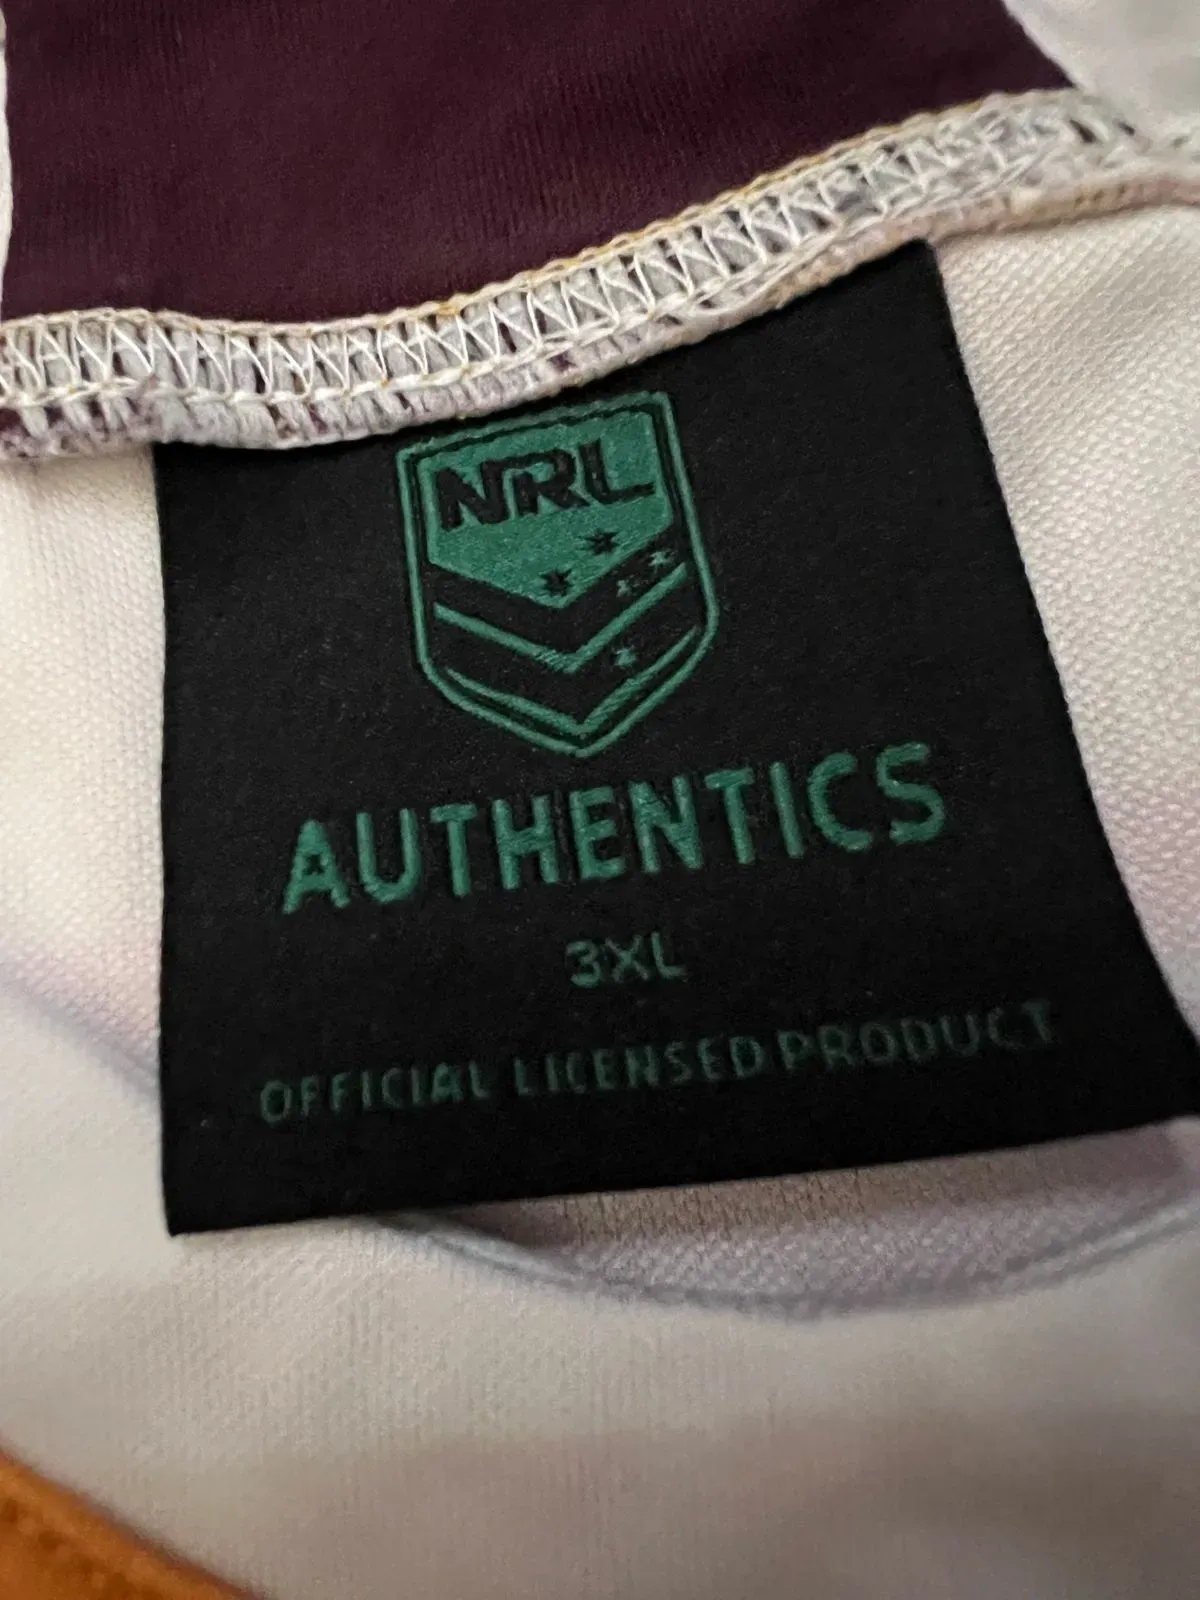 NRL
AUTHENTICS
3XL
OFFICIAL LICENSED PRODUCT